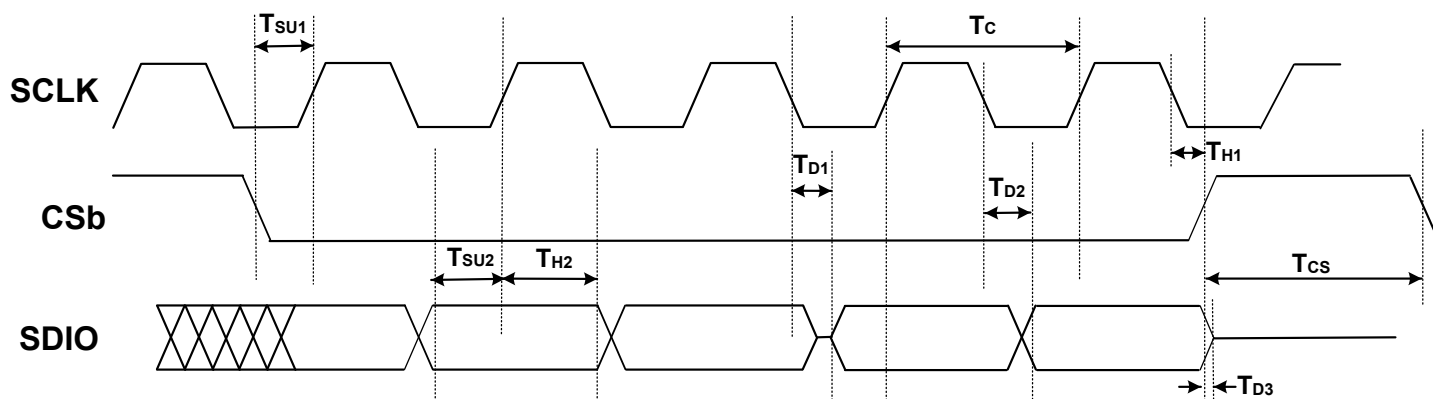 TSU1
TC
SCLK
TD1
TH1
TD2
CSb
TSU2
TH2
TCS
SDIO
TD3